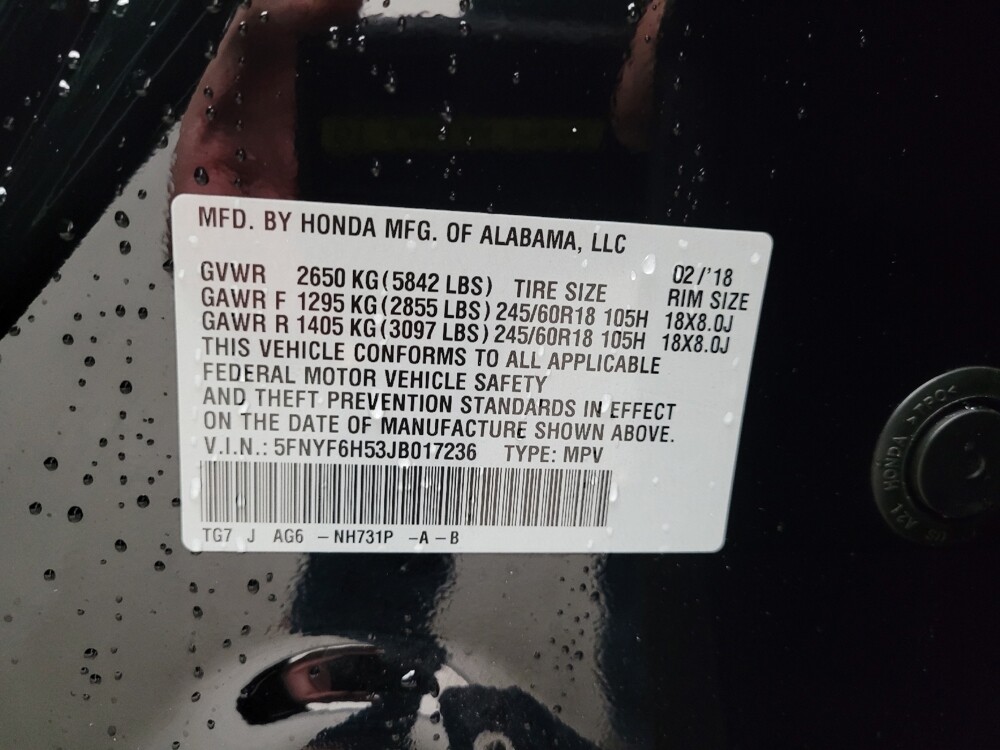 MFD. BY HONDA MFG. OF ALABAMA, LLC
02/'18
GVWR 2650 KG(5842 LBS) TIRE SIZE RIM SIZE
GAWR F 1295 KG(2855 LBS) 245/60R18 105H 18X8.0J
GAWR R 1405 KG(3097 LBS) 245/60R18 105H 18X8.0J
THIS VEHICLE CONFORMS TO ALL APPLICABLE
FEDERAL MOTOR VEHICLE SAFETY
AND THEFT PREVENTION STANDARDS IN EFFECT
ON THE DATE OF MANUFACTURE SHOWN ABOVE.
V.I.N.: 5FNYF6H53JB017236 TYPE: MPV
TG7 J AG6 -NH731P -A-B
HONDA >TPO<